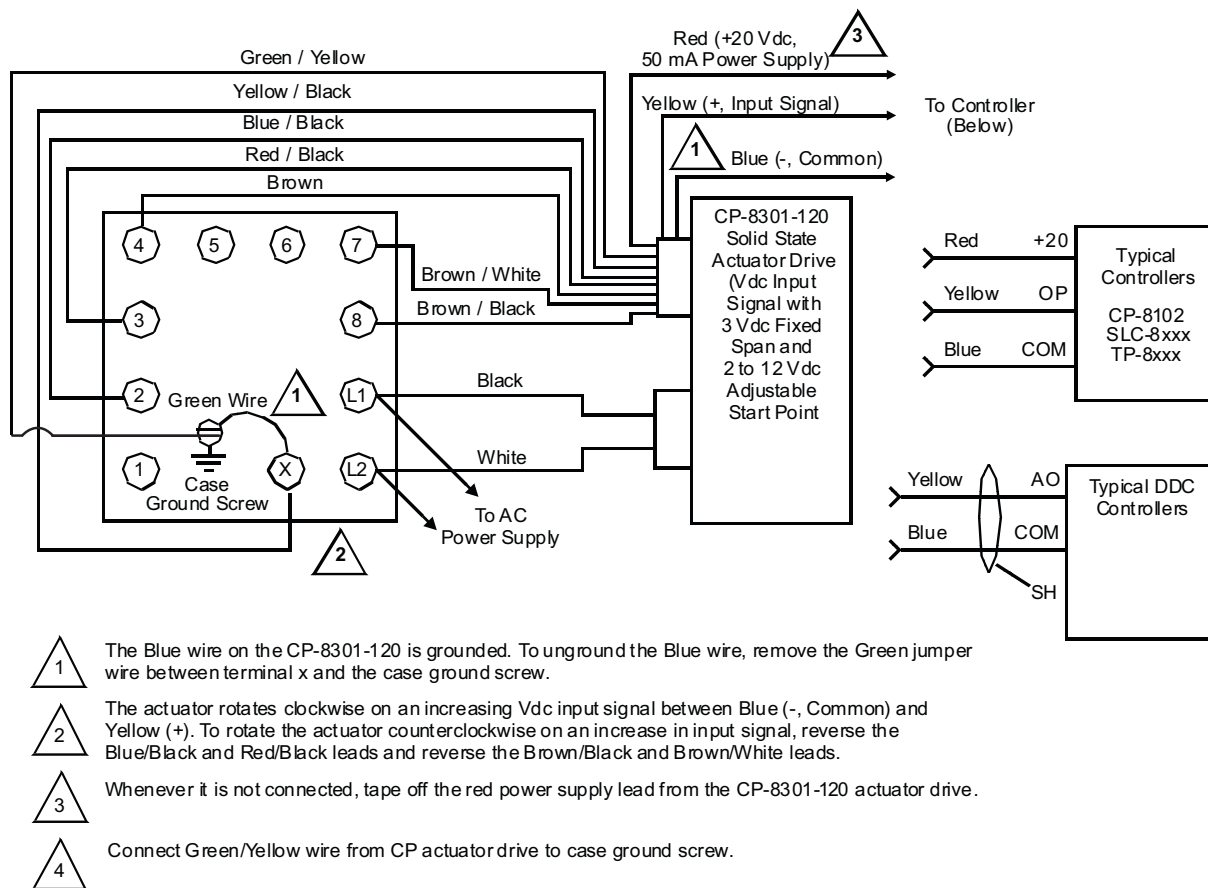 Green / Yellow
Yellow / Black
Blue / Black
Red / Black
Brown
Red (+20 Vdc,
50 mA Power Supply)
3
Yellow (+, Input Signal)
To Controller
(Below)
1
Blue (-, Common)
4
5
6
7
3
8
2
L1
1
X
L2
Green Wire
1
Case
Ground Screw
2
Brown / White
Brown / Black
Black
White
To AC
Power Supply
CP-8301-120
Solid State
Actuator Drive
(Vdc Input
Signal with
3 Vdc Fixed
Span and
2 to 12 Vdc
Adjustable
Start Point
Red +20
Yellow OP
Blue COM
Typical
Controllers
CP-8102
SLC-8xxx
TP-8xxx
Yellow AO
Blue COM
SH
Typical DDC
Controllers
1
The Blue wire on the CP-8301-120 is grounded. To unground the Blue wire, remove the Green jumper
wire between terminal x and the case ground screw.
2
The actuator rotates clockwise on an increasing Vdc input signal between Blue (-, Common) and
Yellow (+). To rotate the actuator counterclockwise on an increase in input signal, reverse the
Blue/Black and Red/Black leads and reverse the Brown/Black and Brown/White leads.
3
Whenever it is not connected, tape off the red power supply lead from the CP-8301-120 actuator drive.
4
Connect Green/Yellow wire from CP actuator drive to case ground screw.